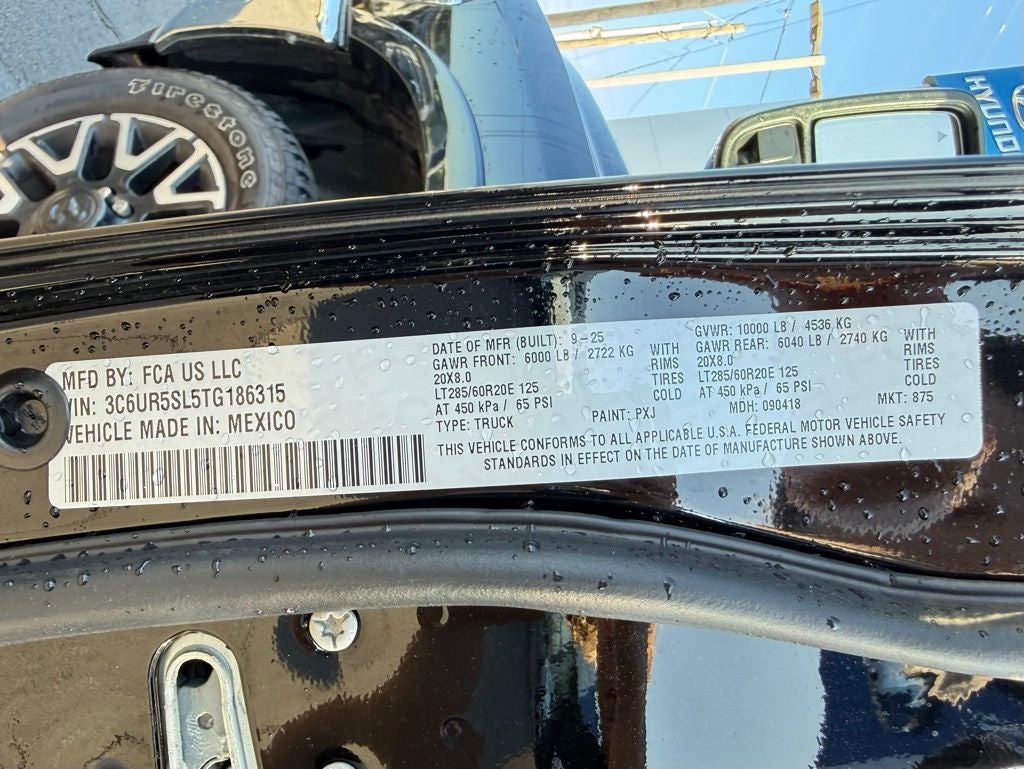 Firestone
HYUND
MFD BY: FCA US LLC
VIN: 3C6UR5SL5TG186315
VEHICLE MADE IN: MEXICO
DATE OF MFR (BUILT): 9-25
GAWR FRONT: 6000 LB / 2722 KG
20X8.0
LT285/60R20E 125
AT 450 kPa / 65 PSI
TYPE: TRUCK
WITH
RIMS
TIRES
COLD
PAINT: PXJ
GVWR: 10000 LB / 4536 KG
GAWR REAR: 6040 LB / 2740 KG
20X8.0
LT285/60R20E 125
AT 450 kPa / 65 PSI
MDH: 090418
WITH
RIMS
TIRES
COLD
MKT: 875
THIS VEHICLE CONFORMS TO ALL APPLICABLE U.S.A. FEDERAL MOTOR VEHICLE SAFETY
STANDARDS IN EFFECT ON THE DATE OF MANUFACTURE SHOWN ABOVE.